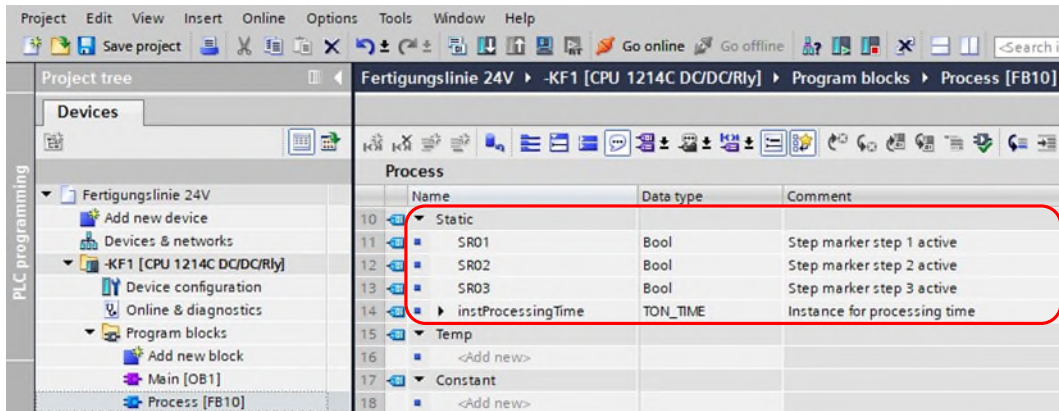 Project Edit View Insert Online Options Tools Window Help
Save project Go online Go offline <Search i
Project tree
Fertigungslinie 24V ▸ -KF1 [CPU 1214C DC/DC/Rly] ▸ Program blocks ▸ Process [FB10]
Devices
PLC programming
Fertigungslinie 24V
Add new device
Devices & networks
-KF1 [CPU 1214C DC/DC/Rly]
Device configuration
Online & diagnostics
Program blocks
Add new block
Main [OB1]
Process [FB10]
Process
Name Data type Comment
10 Static
11 SR01 Bool Step marker step 1 active
12 SR02 Bool Step marker step 2 active
13 SR03 Bool Step marker step 3 active
14 instProcessingTime TON_TIME Instance for processing time
15 Temp
16 <Add new>
17 Constant
18 <Add new>